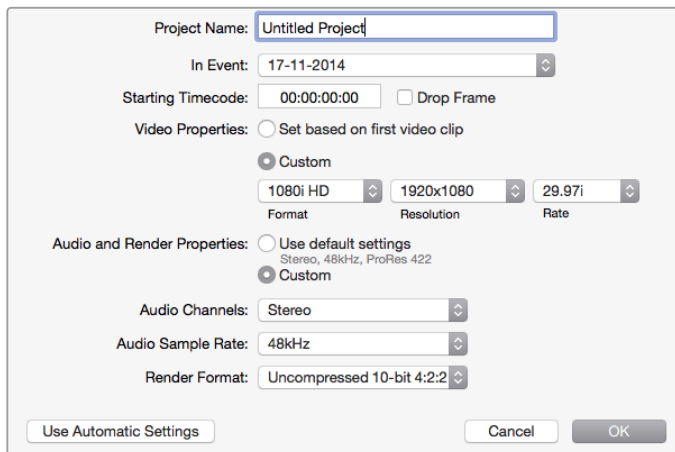 Project Name: Untitled Project
In Event: 17-11-2014
Starting Timecode: 00:00:00:00 Drop Frame
Video Properties: Set based on first video clip
Custom
1080i HD 1920x1080 29.97i
Format Resolution Rate
Audio and Render Properties: Use default settings
Stereo, 48kHz, ProRes 422
Custom
Audio Channels: Stereo
Audio Sample Rate: 48kHz
Render Format: Uncompressed 10-bit 4:2:2
Use Automatic Settings Cancel OK